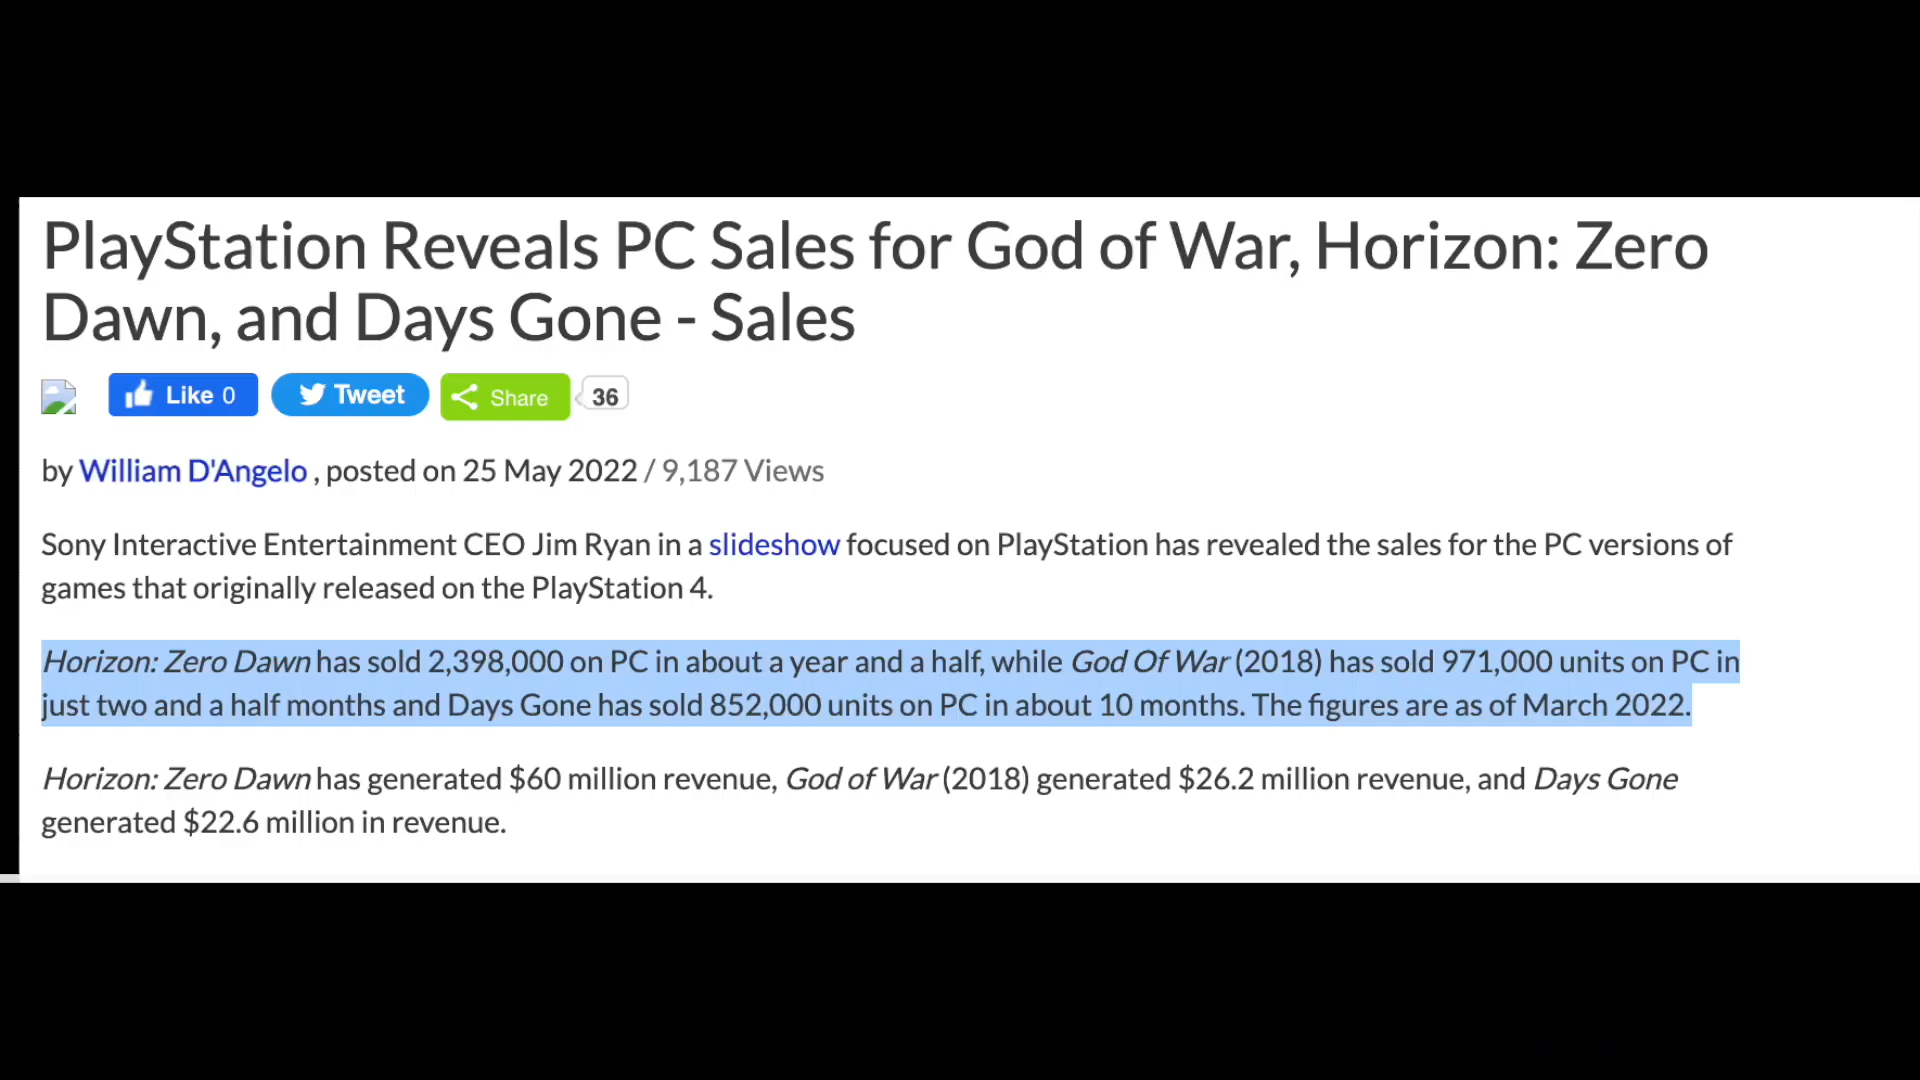 PlayStation Reveals PC Sales for God of War, Horizon: Zero
Dawn, and Days Gone - Sales
Like 0 Tweet Share 36
by William D'Angelo , posted on 25 May 2022 / 9,187 Views
Sony Interactive Entertainment CEO Jim Ryan in a slideshow focused on PlayStation has revealed the sales for the PC versions of
games that originally released on the PlayStation 4.
Horizon: Zero Dawn has sold 2,398,000 on PC in about a year and a half, while God Of War (2018) has sold 971,000 units on PC in
just two and a half months and Days Gone has sold 852,000 units on PC in about 10 months. The figures are as of March 2022.
Horizon: Zero Dawn has generated $60 million revenue, God of War (2018) generated $26.2 million revenue, and Days Gone
generated $22.6 million in revenue.